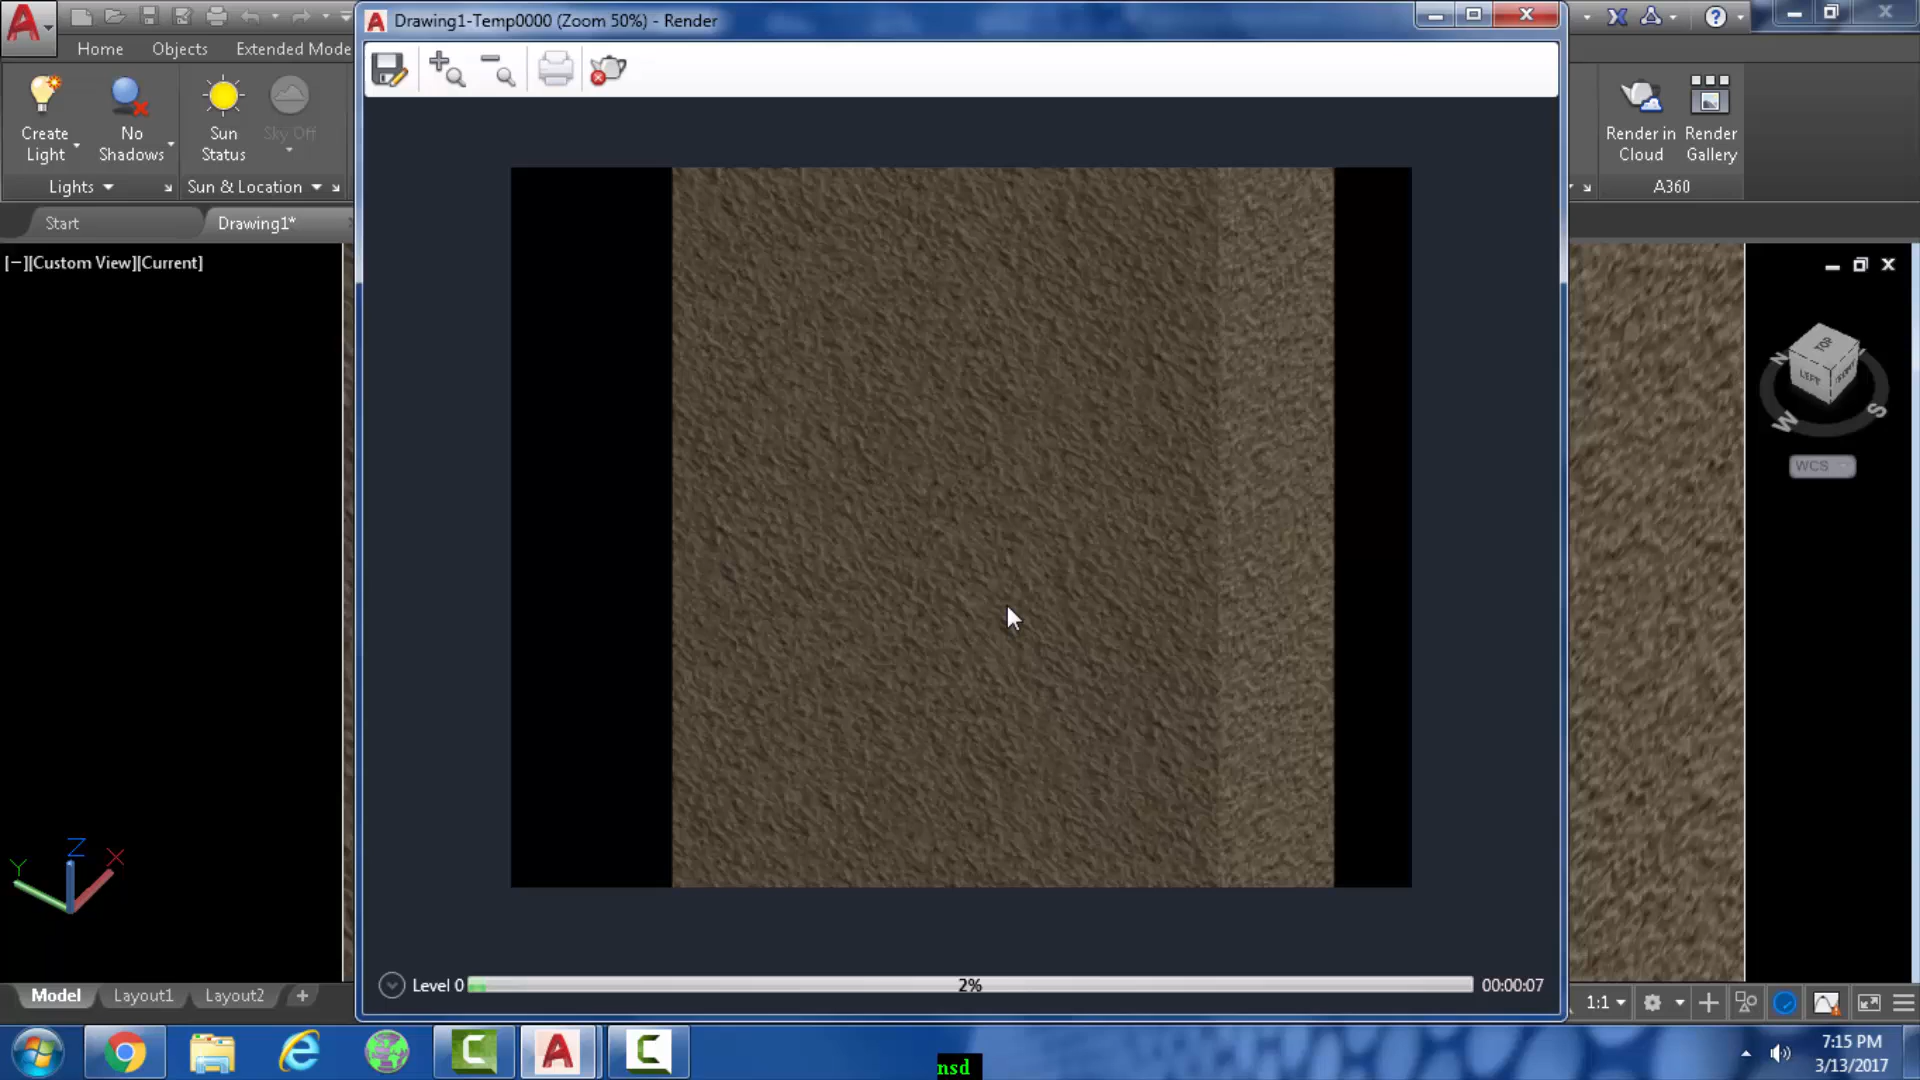 Drawing1-Temp0000 (Zoom 50%) - Render
Home
Objects
Extended Mode
Create Light
No Shadows
Sun Status
Sky Off
Render in Cloud
Render Gallery
Lights
Sun & Location
A360
Start
Drawing1*
[−][Custom View][Current]
TOP
LEFT
N
W
S
WCS
Z
Y
X
Level 0
2%
00:00:07
Model
Layout1
Layout2
+
1:1
nsd
7:15 PM
3/13/2017